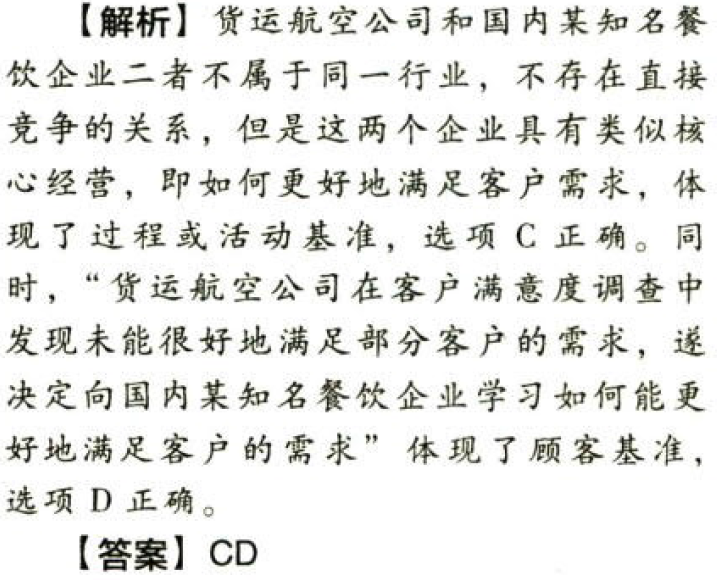 【解析】货运航空公司和国内某知名餐
饮企业二者不属于同一行业，不存在直接
竞争的关系，但是这两个企业具有类似核
心经营，即如何更好地满足客户需求，体
现了过程或活动基准，选项 C 正确。同
时，“货运航空公司在客户满意度调查中
发现未能很好地满足部分客户的需求，遂
决定向国内某知名餐饮企业学习如何能更
好地满足客户的需求”体现了顾客基准，
选项 D 正确。
【答案】CD